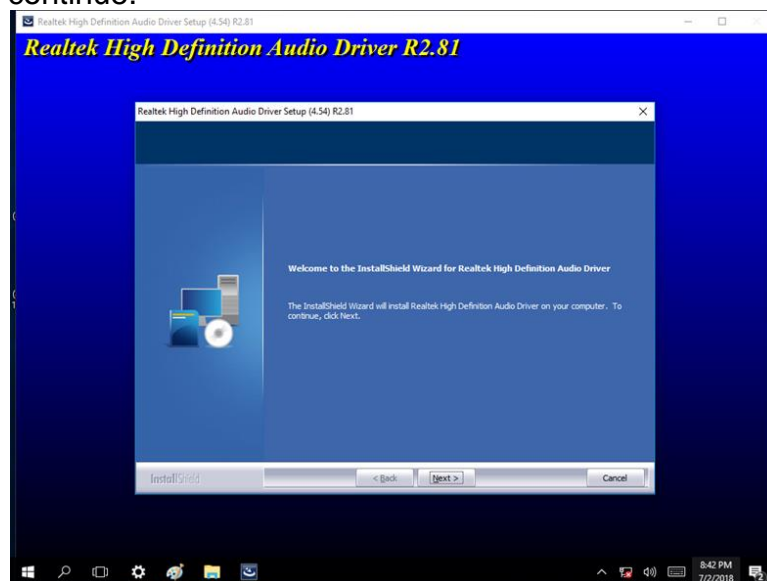 continue.
Realtek High Definition Audio Driver Setup (4.54) R2.81
Realtek High Definition Audio Driver R2.81
Realtek High Definition Audio Driver Setup (4.54) R2.81
Welcome to the InstallShield Wizard for Realtek High Definition Audio Driver
The InstallShield Wizard will install Realtek High Definition Audio Driver on your computer. To
continue, click Next.
InstallShield
< Back
Next >
Cancel
8:42 PM
7/2/2018
2